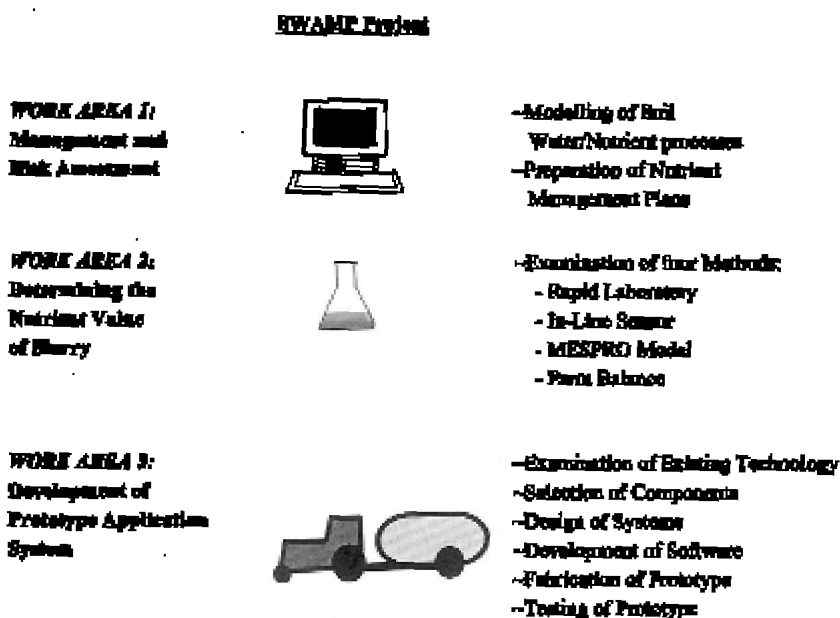 SWAMP Project
WORK AREA 1:
Management and
Risk Assessment
-Modelling of Soil
Water/Nutrient processes
-Preparation of Nutrient
Management Plans
WORK AREA 2:
Determining the
Nutrient Value
of Slurry
-Examination of four Methods:
- Rapid Laboratory
- In-Line Sensor
- MESPRO Model
- Farm Balance
WORK AREA 3:
Development of
Prototype Application
System
-Examination of Existing Technology
-Selection of Components
-Design of Systems
-Development of Software
-Fabrication of Prototype
-Testing of Prototype